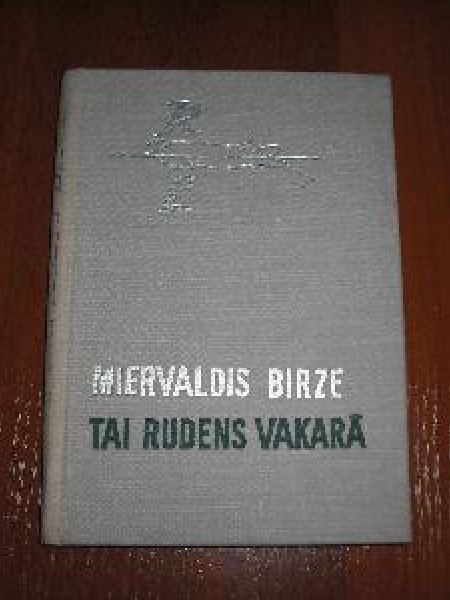 MIERVALDIS BIRZE
TAI RUDENS VAKARĀ